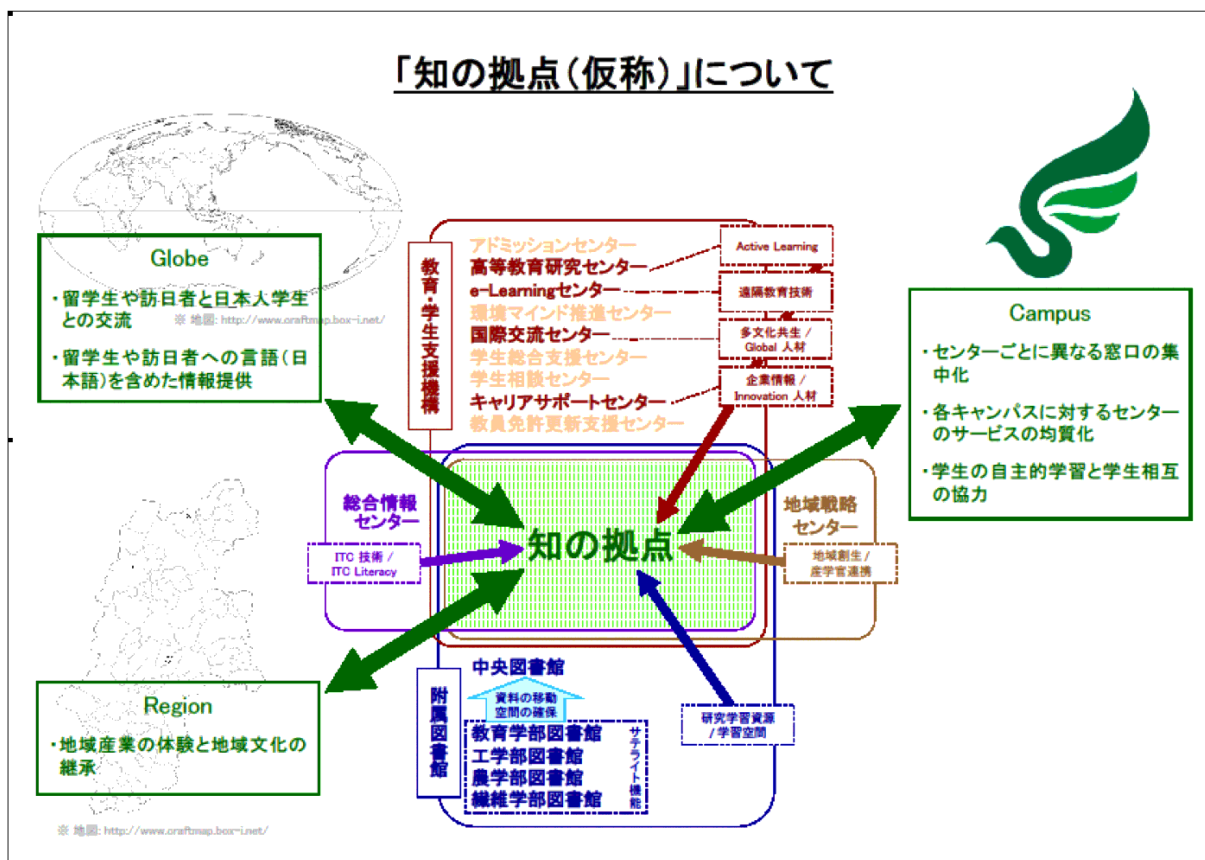 「知の拠点(仮称)」について
Globe
・留学生や訪日者と日本人学生
との交流
※ 地図: http://www.craftmap.box-i.net/
・留学生や訪日者への言語(日
本語)を含めた情報提供
教育・学生支援機構
アドミッションセンター
高等教育研究センター
e-Learningセンター
環境マインド推進センター
国際交流センター
学生総合支援センター
学生相談センター
キャリアサポートセンター
教員免許更新支援センター
Active Learning
遠隔教育技術
多文化共生 /
Global 人材
企業情報 /
Innovation 人材
Campus
・センターごとに異なる窓口の集
中化
・各キャンパスに対するセンター
のサービスの均質化
・学生の自主的学習と学生相互
の協力
総合情報
センター
ITC 技術 /
ITC Literacy
知の拠点
地域戦略
センター
地域創生 /
産学官連携
Region
・地域産業の体験と地域文化の
継承
※ 地図: http://www.craftmap.box-i.net/
附属図書館
中央図書館
資料の移動
空間の確保
教育学部図書館
工学部図書館
農学部図書館
繊維学部図書館
サテライト機能
研究学習資源
/ 学習空間